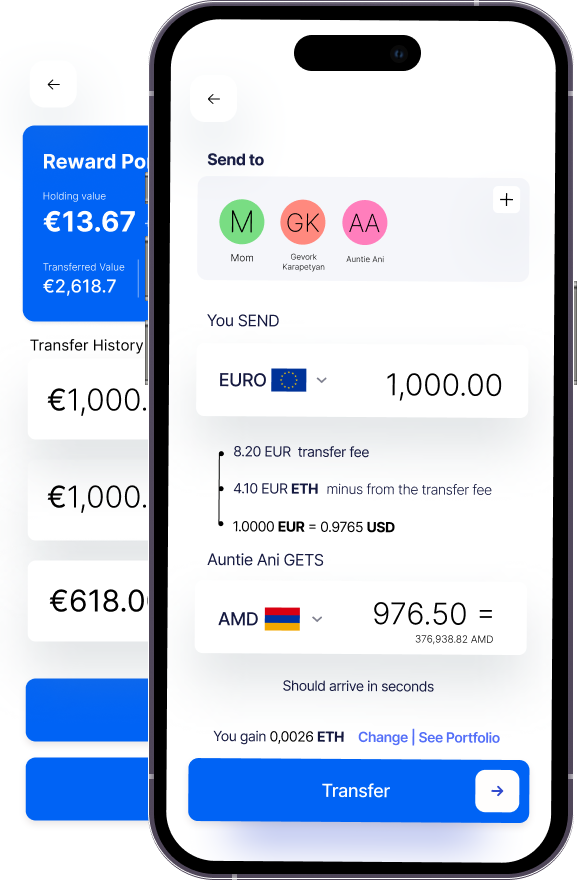 ←
Reward Po
Holding value
€13.67
Transferred Value
€2,618.7
Transfer History
€1,000.
€1,000.
€618.0
←
Send to
+
M GK AA
Mom Gevork Karapetyan Auntie Ani
You SEND
EURO 1,000.00
8.20 EUR transfer fee
4.10 EUR ETH minus from the transfer fee
1.0000 EUR = 0.9765 USD
Auntie Ani GETS
AMD 976.50 =
376,938.82 AMD
Should arrive in seconds
You gain 0,0026 ETH Change | See Portfolio
Transfer →